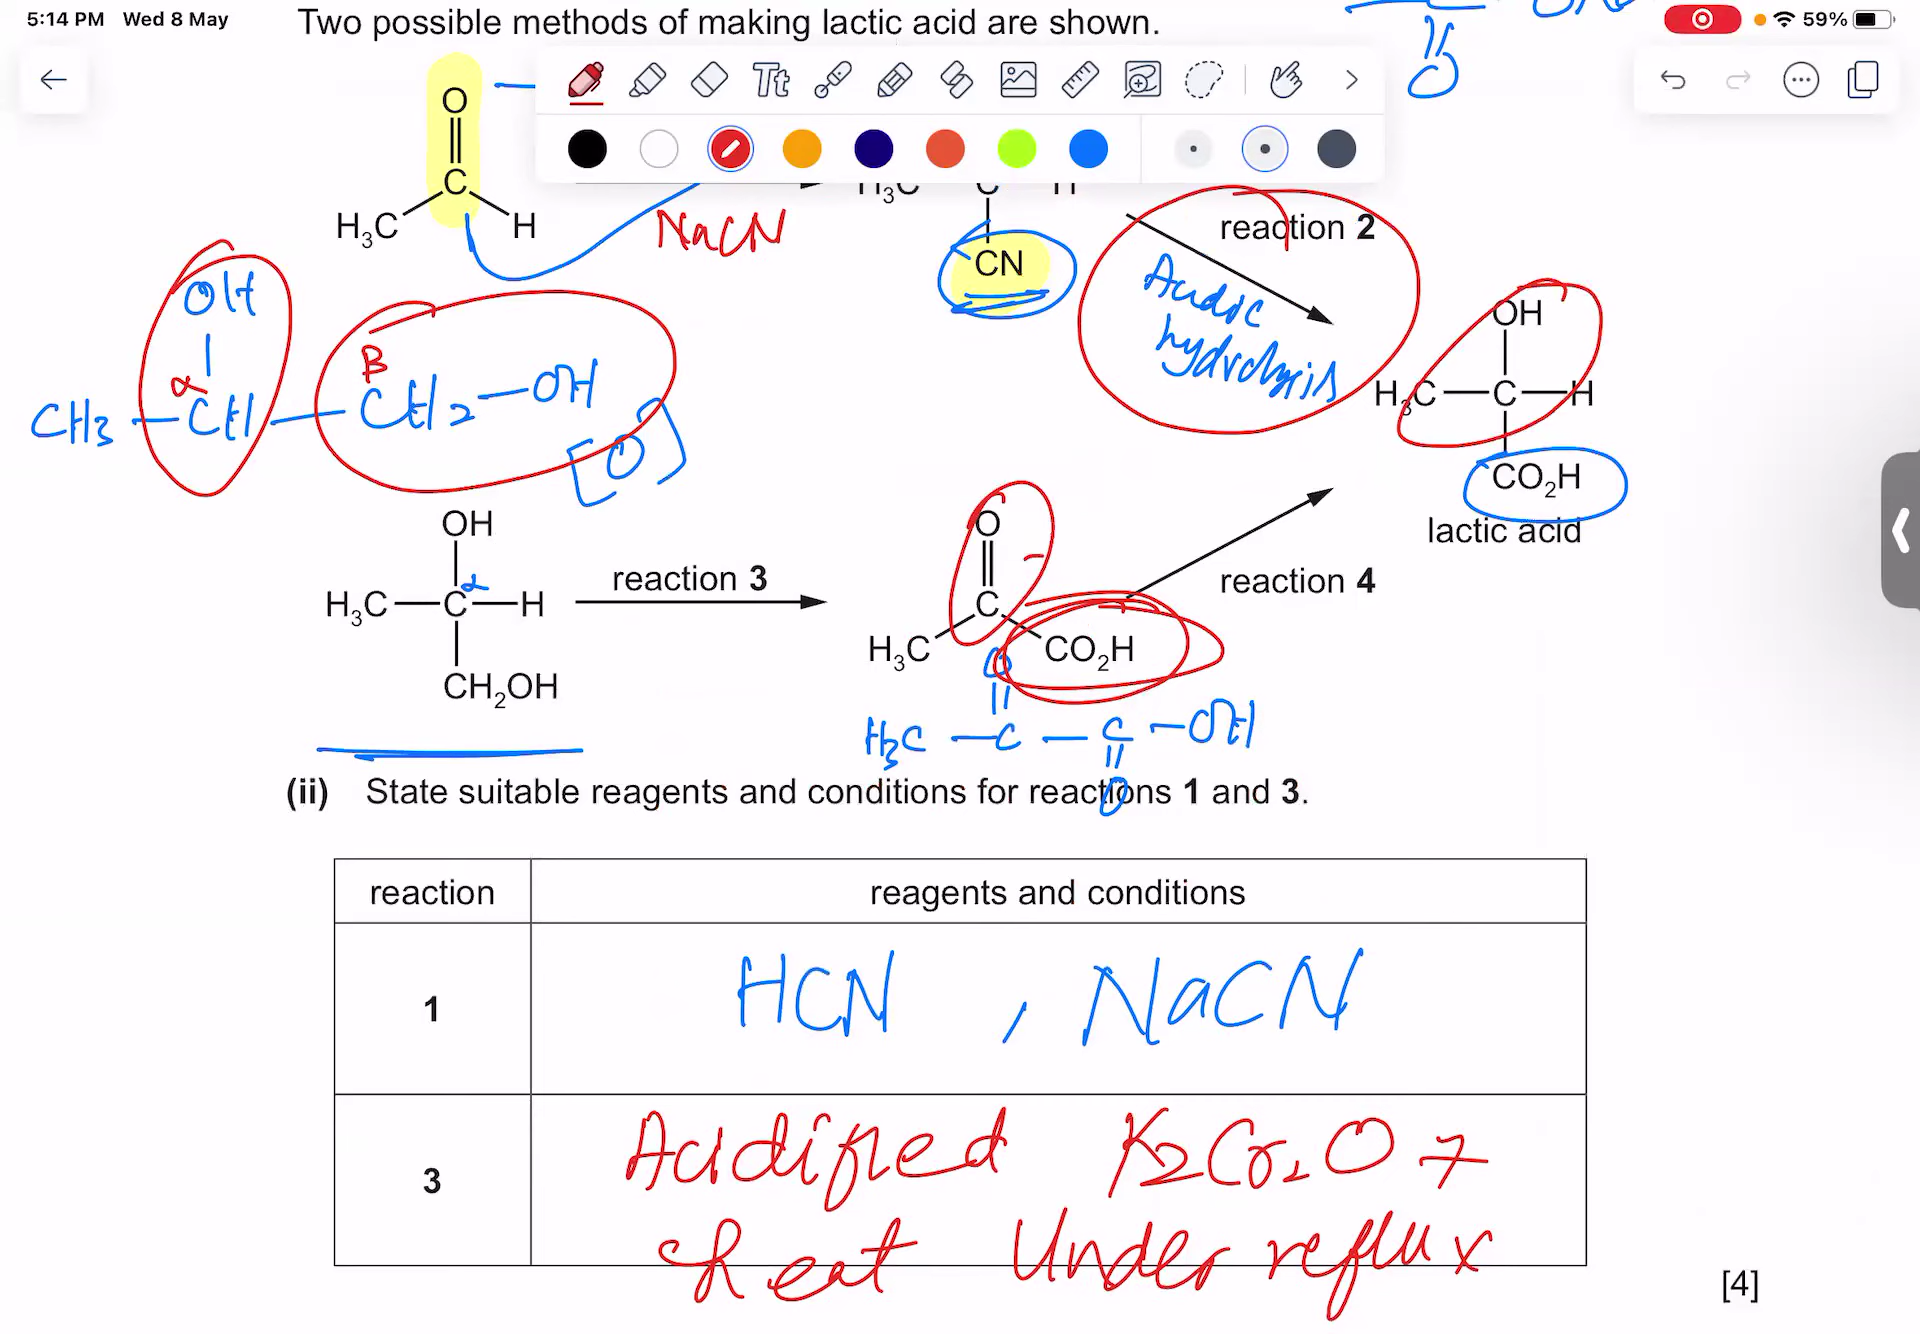 5:14 PM Wed 8 May
59%
Two possible methods of making lactic acid are shown.
Tt
O
O
C
H₃C
H
NaCN
H₃C
C
H
CN
reaction 2
Acidic
hydrolysis
OH
α
CH₃ – CH – CH₂ – OH
β
[O]
OH
H₃C – C – H
CO₂H
lactic acid
OH
α
H₃C – C – H
CH₂OH
reaction 3
O
C
H₃C
CO₂H
reaction 4
O
H₃C – C – C – OH
O
(ii) State suitable reagents and conditions for reactions 1 and 3.
reaction
reagents and conditions
1
HCN , NaCN
3
Acidified K₂Cr₂O7
heat Under reflux
[4]